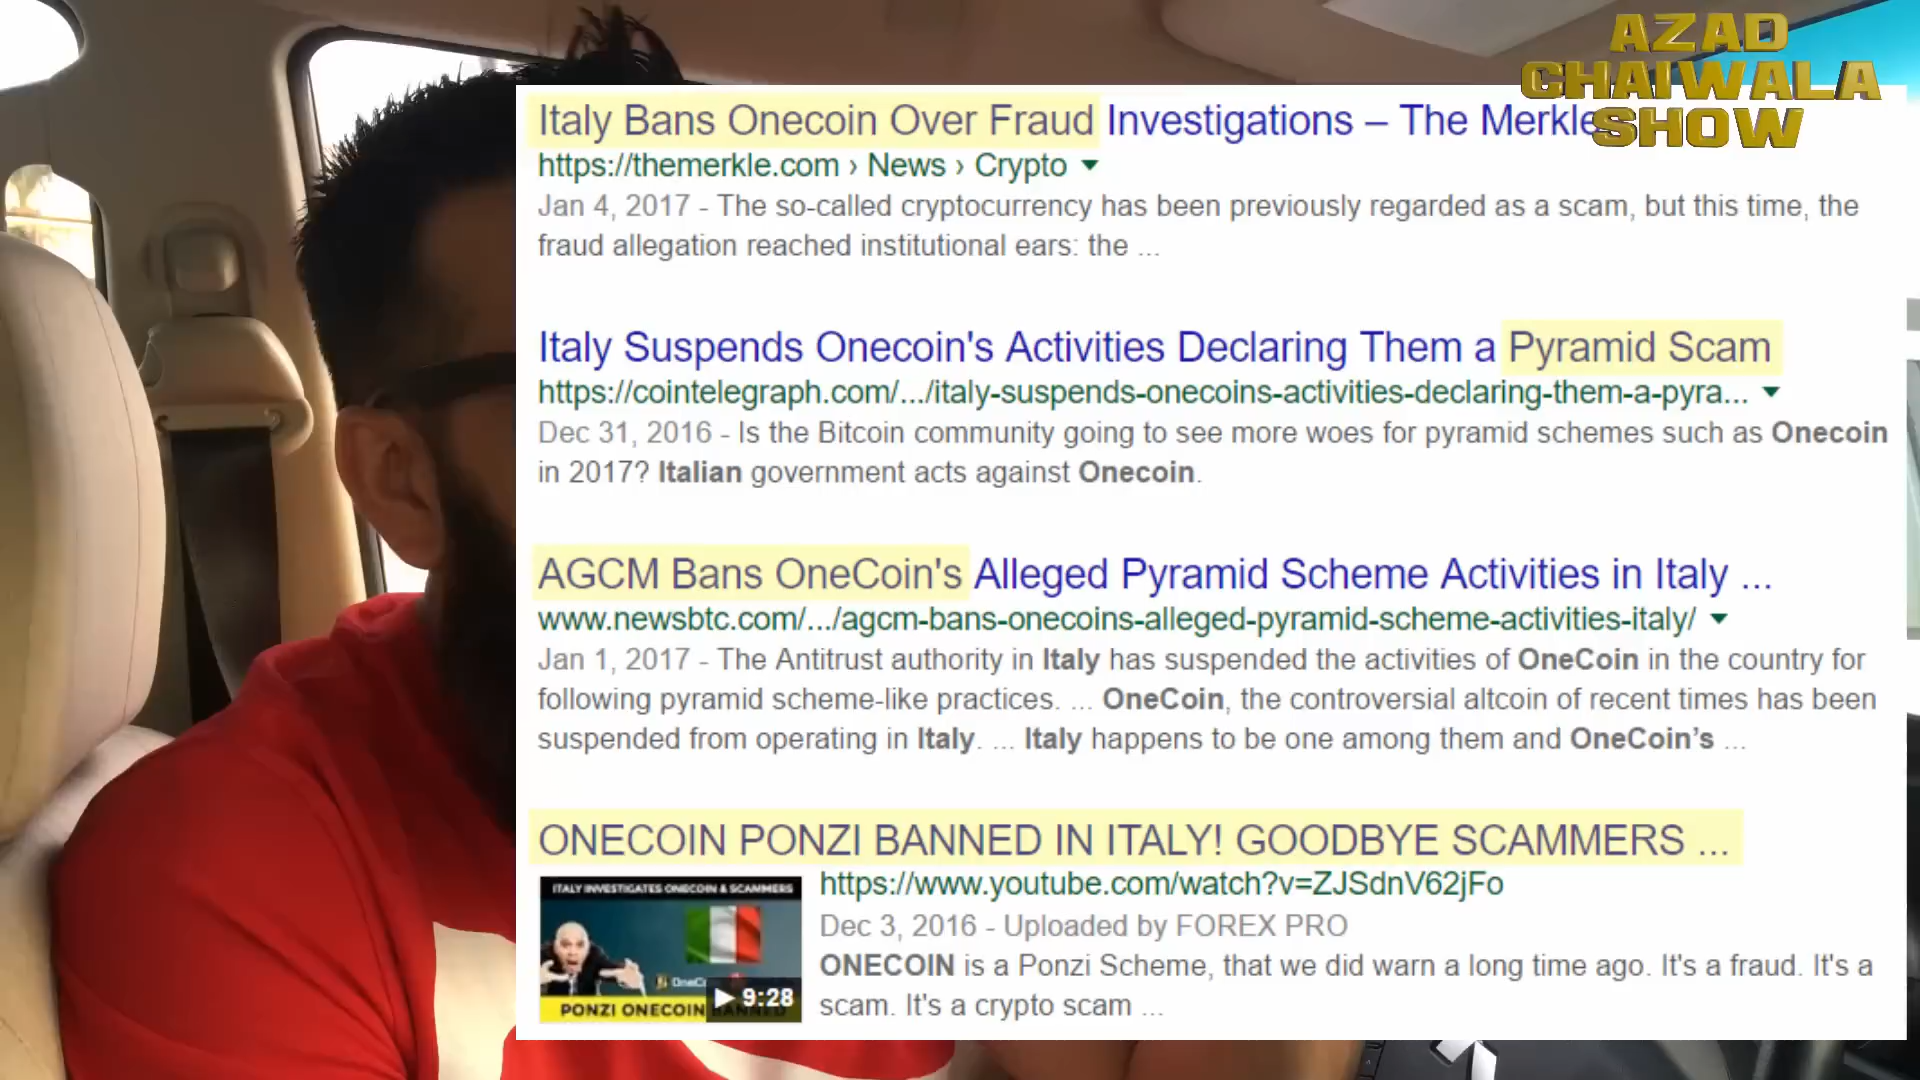 AZAD
CHAIWALA
SHOW
Italy Bans Onecoin Over Fraud Investigations – The Merkle
https://themerkle.com › News › Crypto
Jan 4, 2017 - The so-called cryptocurrency has been previously regarded as a scam, but this time, the
fraud allegation reached institutional ears: the ...
Italy Suspends Onecoin's Activities Declaring Them a Pyramid Scam
https://cointelegraph.com/.../italy-suspends-onecoins-activities-declaring-them-a-pyra...
Dec 31, 2016 - Is the Bitcoin community going to see more woes for pyramid schemes such as Onecoin
in 2017? Italian government acts against Onecoin.
AGCM Bans OneCoin's Alleged Pyramid Scheme Activities in Italy ...
www.newsbtc.com/.../agcm-bans-onecoins-alleged-pyramid-scheme-activities-italy/
Jan 1, 2017 - The Antitrust authority in Italy has suspended the activities of OneCoin in the country for
following pyramid scheme-like practices. ... OneCoin, the controversial altcoin of recent times has been
suspended from operating in Italy. ... Italy happens to be one among them and OneCoin's ...
ONECOIN PONZI BANNED IN ITALY! GOODBYE SCAMMERS ...
ITALY INVESTIGATES ONECOIN & SCAMMERS
PONZI ONECOIN BANNED
9:28
https://www.youtube.com/watch?v=ZJSdnV62jFo
Dec 3, 2016 - Uploaded by FOREX PRO
ONECOIN is a Ponzi Scheme, that we did warn a long time ago. It's a fraud. It's a
scam. It's a crypto scam ...